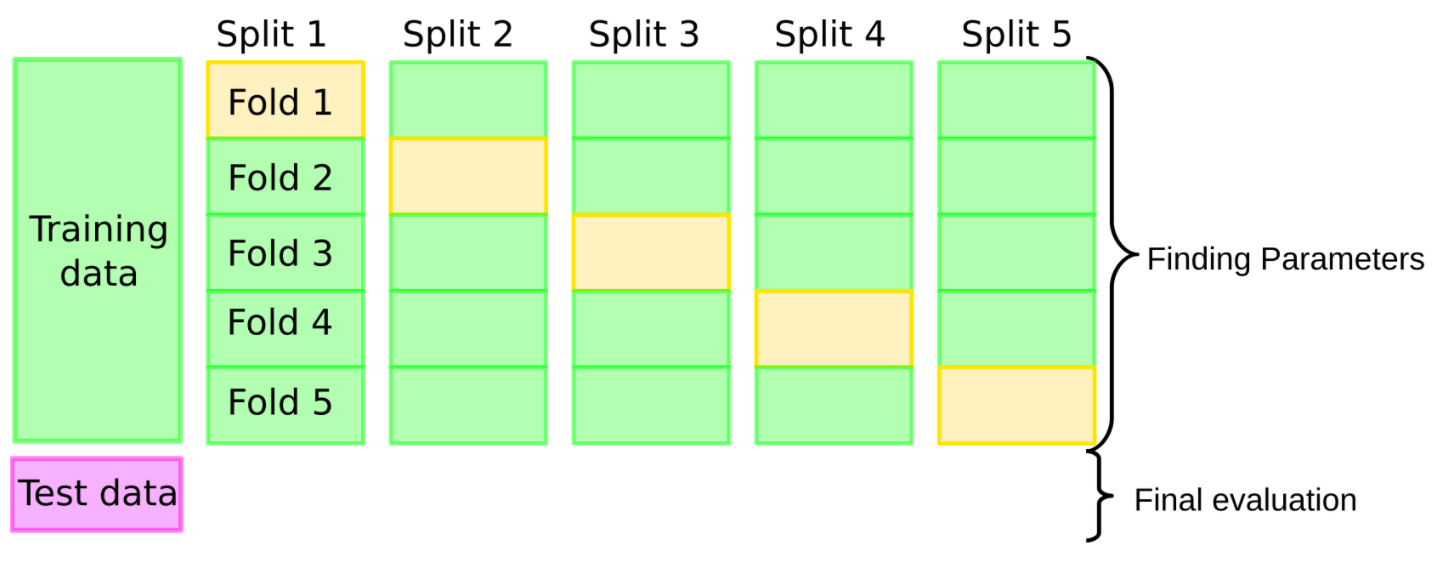 Split 1
Split 2
Split 3
Split 4
Split 5
Training
data
Fold 1
Fold 2
Fold 3
Fold 4
Fold 5
Finding Parameters
Test data
Final evaluation